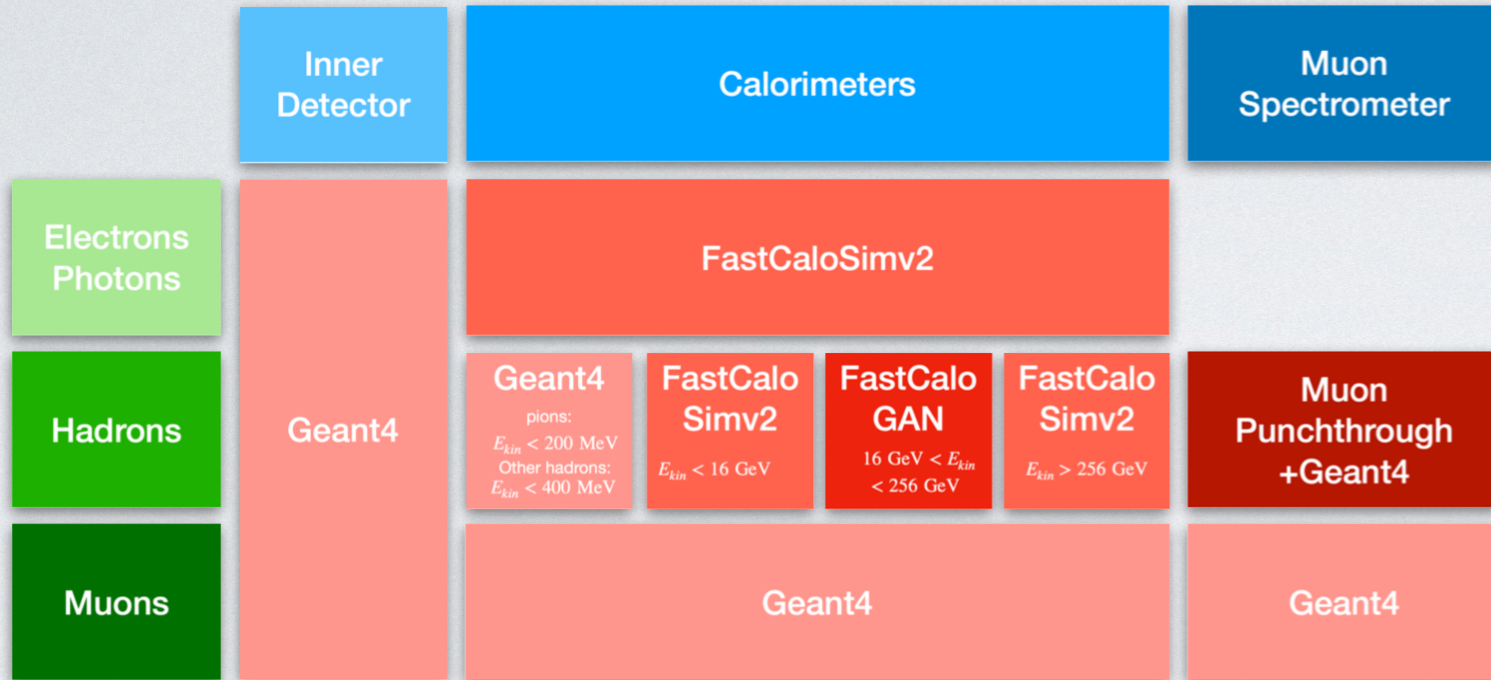 Inner
Detector
Calorimeters
Muon
Spectrometer
Electrons
Photons
Geant4
FastCaloSimv2
Hadrons
Geant4
pions:
E_kin < 200 MeV
Other hadrons:
E_kin < 400 MeV
FastCalo
Simv2
E_kin < 16 GeV
FastCalo
GAN
16 GeV < E_kin
< 256 GeV
FastCalo
Simv2
E_kin > 256 GeV
Muon
Punchthrough
+Geant4
Muons
Geant4
Geant4